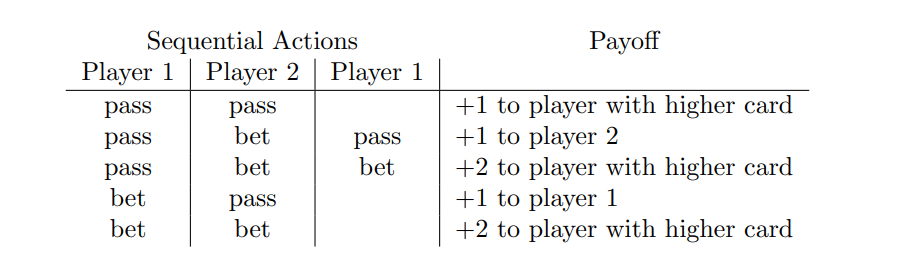 Sequential Actions Payoff
Player 1 Player 2 Player 1
pass pass +1 to player with higher card
pass bet pass +1 to player 2
pass bet bet +2 to player with higher card
bet pass +1 to player 1
bet bet +2 to player with higher card